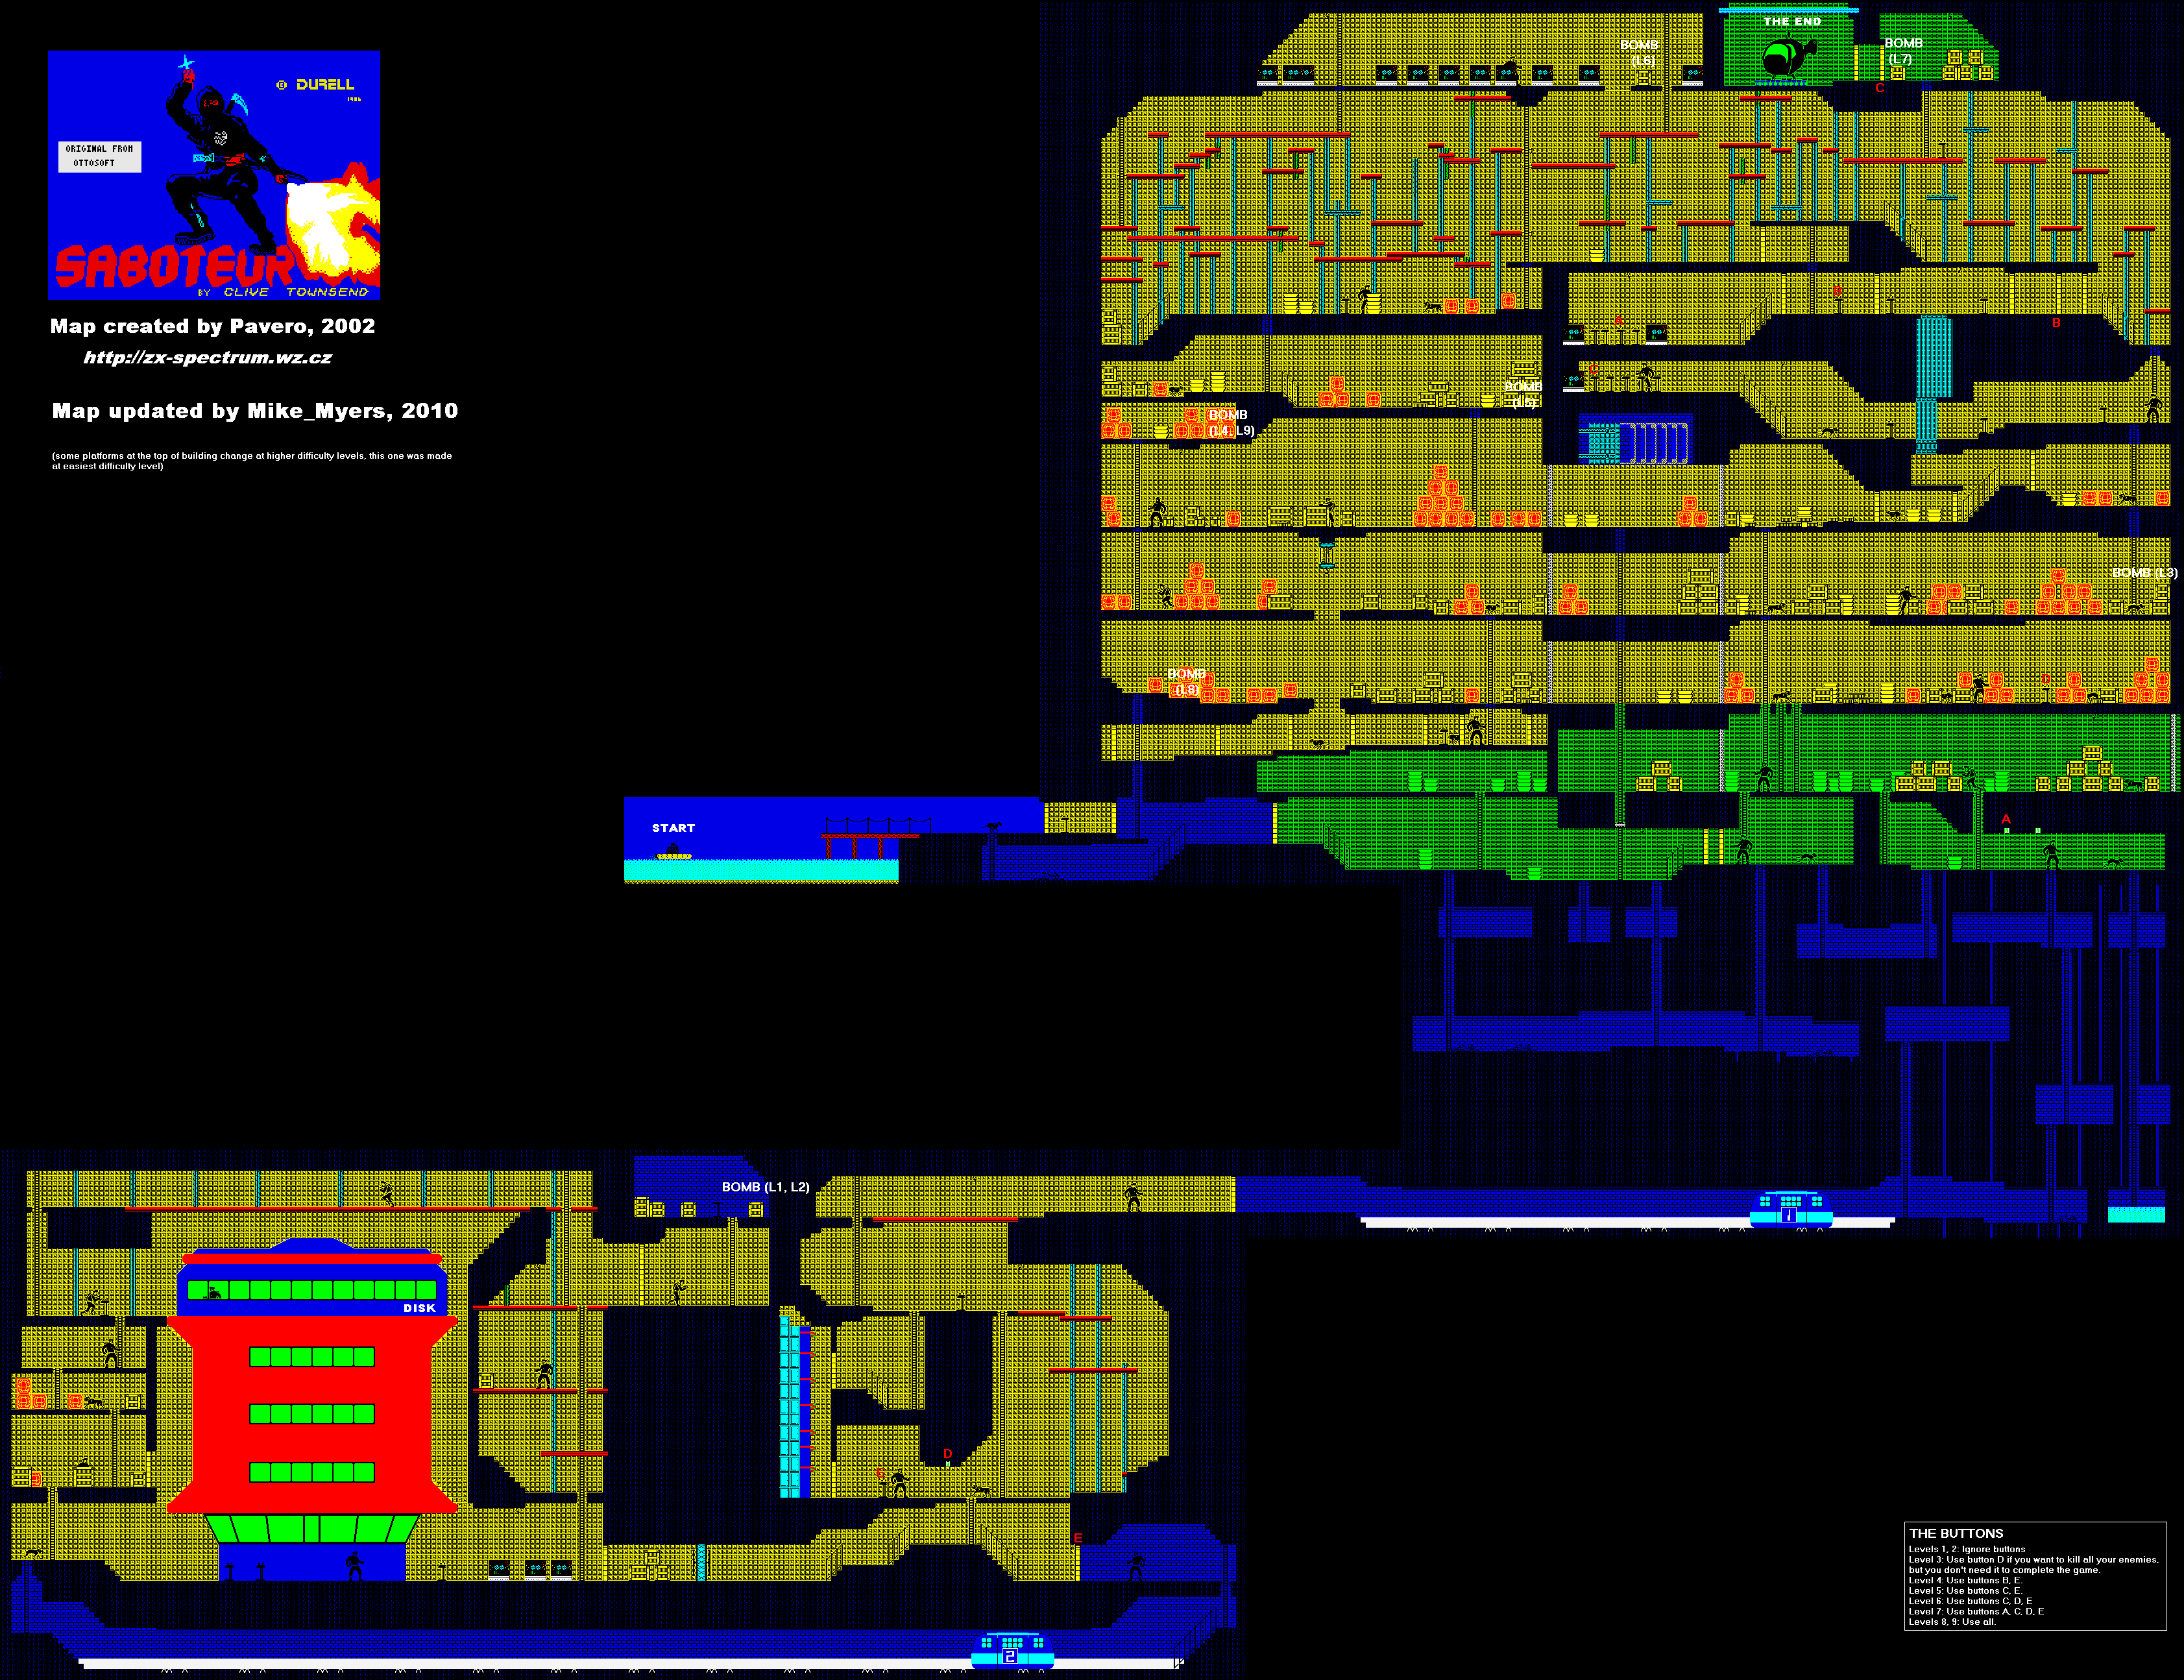 DURELL
1986
ORIGINAL FROM
OTTOSOFT
SABOTEUR
BY CLIVE TOWNSEND
Map created by Pavero, 2002
http://zx-spectrum.wz.cz
Map updated by Mike_Myers, 2010
(some platforms at the top of building change at higher difficulty levels, this one was made
at easiest difficulty level)
THE END
BOMB
(L6)
BOMB
(L7)
C
B
A
B
C
BOMB
(L5)
BOMB
(L4, L9)
BOMB (L3)
BOMB
(L8)
D
START
A
BOMB (L1, L2)
1
DISK
D
E
E
2
THE BUTTONS
Levels 1, 2: Ignore buttons
Level 3: Use button D if you want to kill all your enemies,
but you don't need it to complete the game.
Level 4: Use buttons B, E.
Level 5: Use buttons C, E.
Level 6: Use buttons C, D, E
Level 7: Use buttons A, C, D, E
Levels 8, 9: Use all.